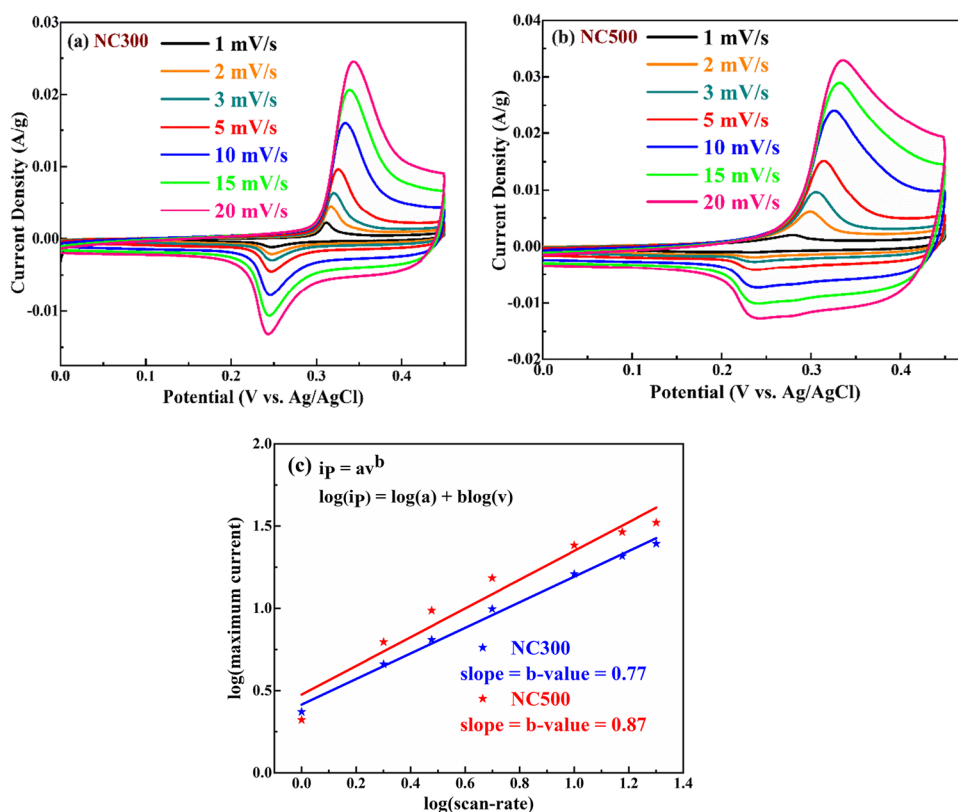 (a) NC300
1 mV/s
2 mV/s
3 mV/s
5 mV/s
10 mV/s
15 mV/s
20 mV/s
Current Density (A/g)
0.03
0.02
0.01
0.00
-0.01
0.0 0.1 0.2 0.3 0.4
Potential (V vs. Ag/AgCl)
(b) NC500
1 mV/s
2 mV/s
3 mV/s
5 mV/s
10 mV/s
15 mV/s
20 mV/s
Current Density (A/g)
0.04
0.03
0.02
0.01
0.00
-0.01
-0.02
0.0 0.1 0.2 0.3 0.4
Potential (V vs. Ag/AgCl)
(c) iP = avb
log(iP) = log(a) + blog(v)
log(maximum current)
2.0
1.5
1.0
0.5
0.0
NC300
slope = b-value = 0.77
NC500
slope = b-value = 0.87
0.0 0.2 0.4 0.6 0.8 1.0 1.2 1.4
log(scan-rate)